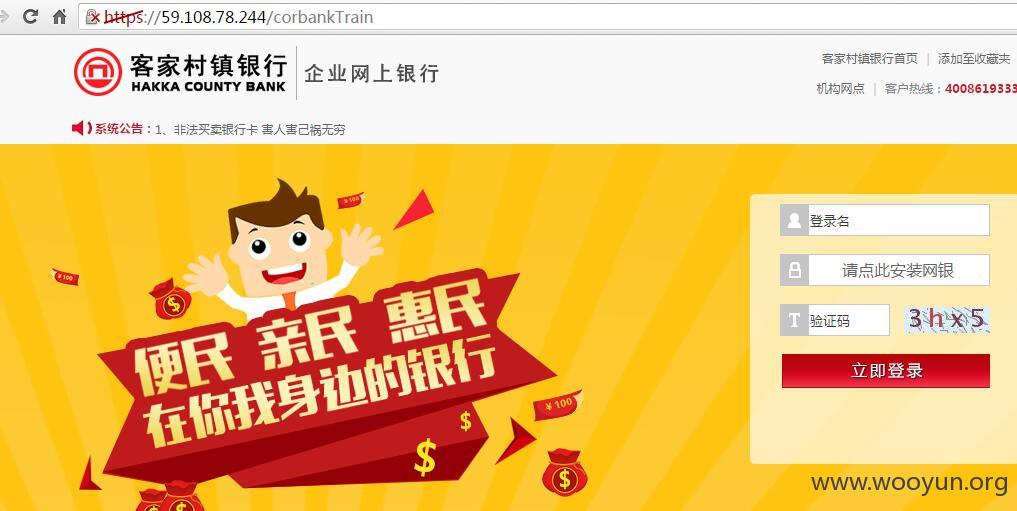 https://59.108.78.244/corbankTrain
客家村镇银行
HAKKA COUNTY BANK
企业网上银行
客家村镇银行首页 | 添加至收藏夹
机构网点 | 客户热线：4008619333
系统公告：1、非法买卖银行卡 害人害己祸无穷
¥100
¥100
登录名
$
请点此安装网银
便民 亲民 惠民
验证码
3hx5
在你我身边的银行
立即登录
¥100
$
$
$
$
www.wooyun.org